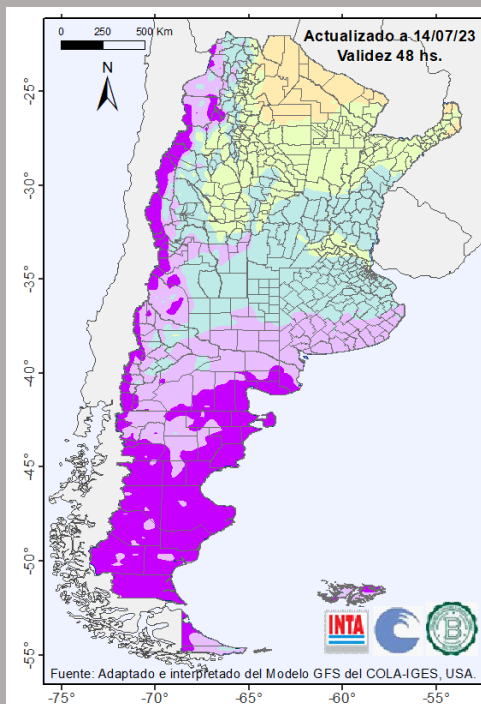 0 250 500 Km
Actualizado a 14/07/23
Validez 48 hs.
N
-25°
-30°
-35°
-40°
-45°
-50°
-55°
INTA
B
Fuente: Adaptado e interpretado del Modelo GFS del COLA-IGES, USA.
-75° -70° -65° -60° -55°